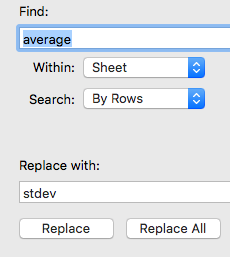 Find:
average
Within: Sheet
Search: By Rows
Replace with:
stdev
Replace Replace All